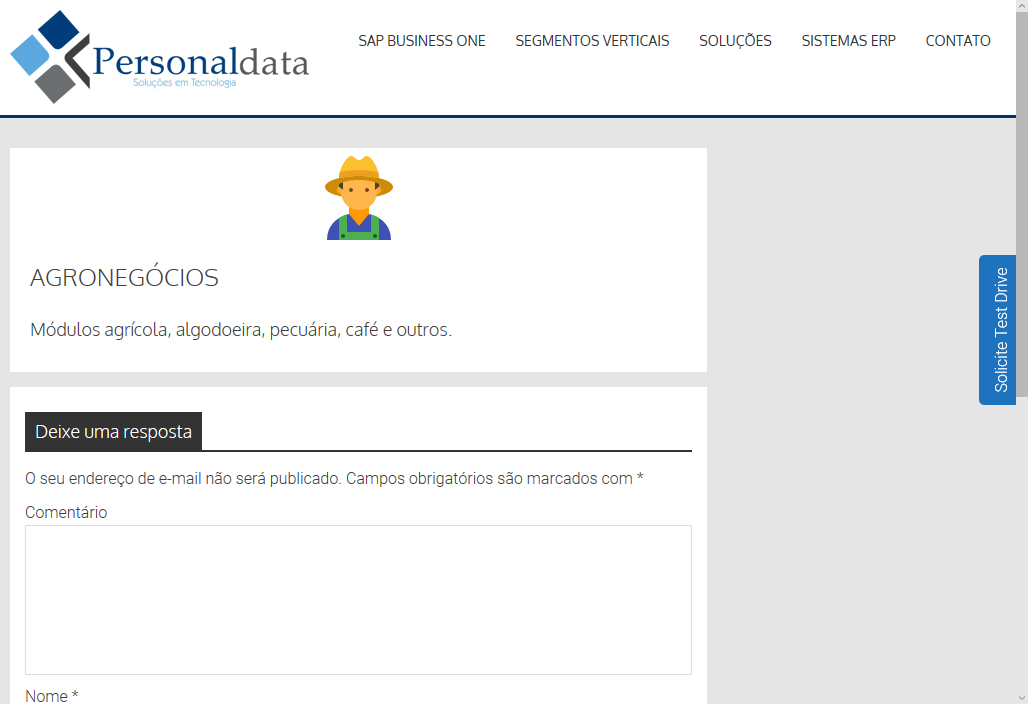 Personaldata
Soluções em Tecnologia
SAP BUSINESS ONE
SEGMENTOS VERTICAIS
SOLUÇÕES
SISTEMAS ERP
CONTATO
AGRONEGÓCIOS
Módulos agrícola, algodoeira, pecuária, café e outros.
Solicite Test Drive
Deixe uma resposta
O seu endereço de e-mail não será publicado. Campos obrigatórios são marcados com *
Comentário
Nome *